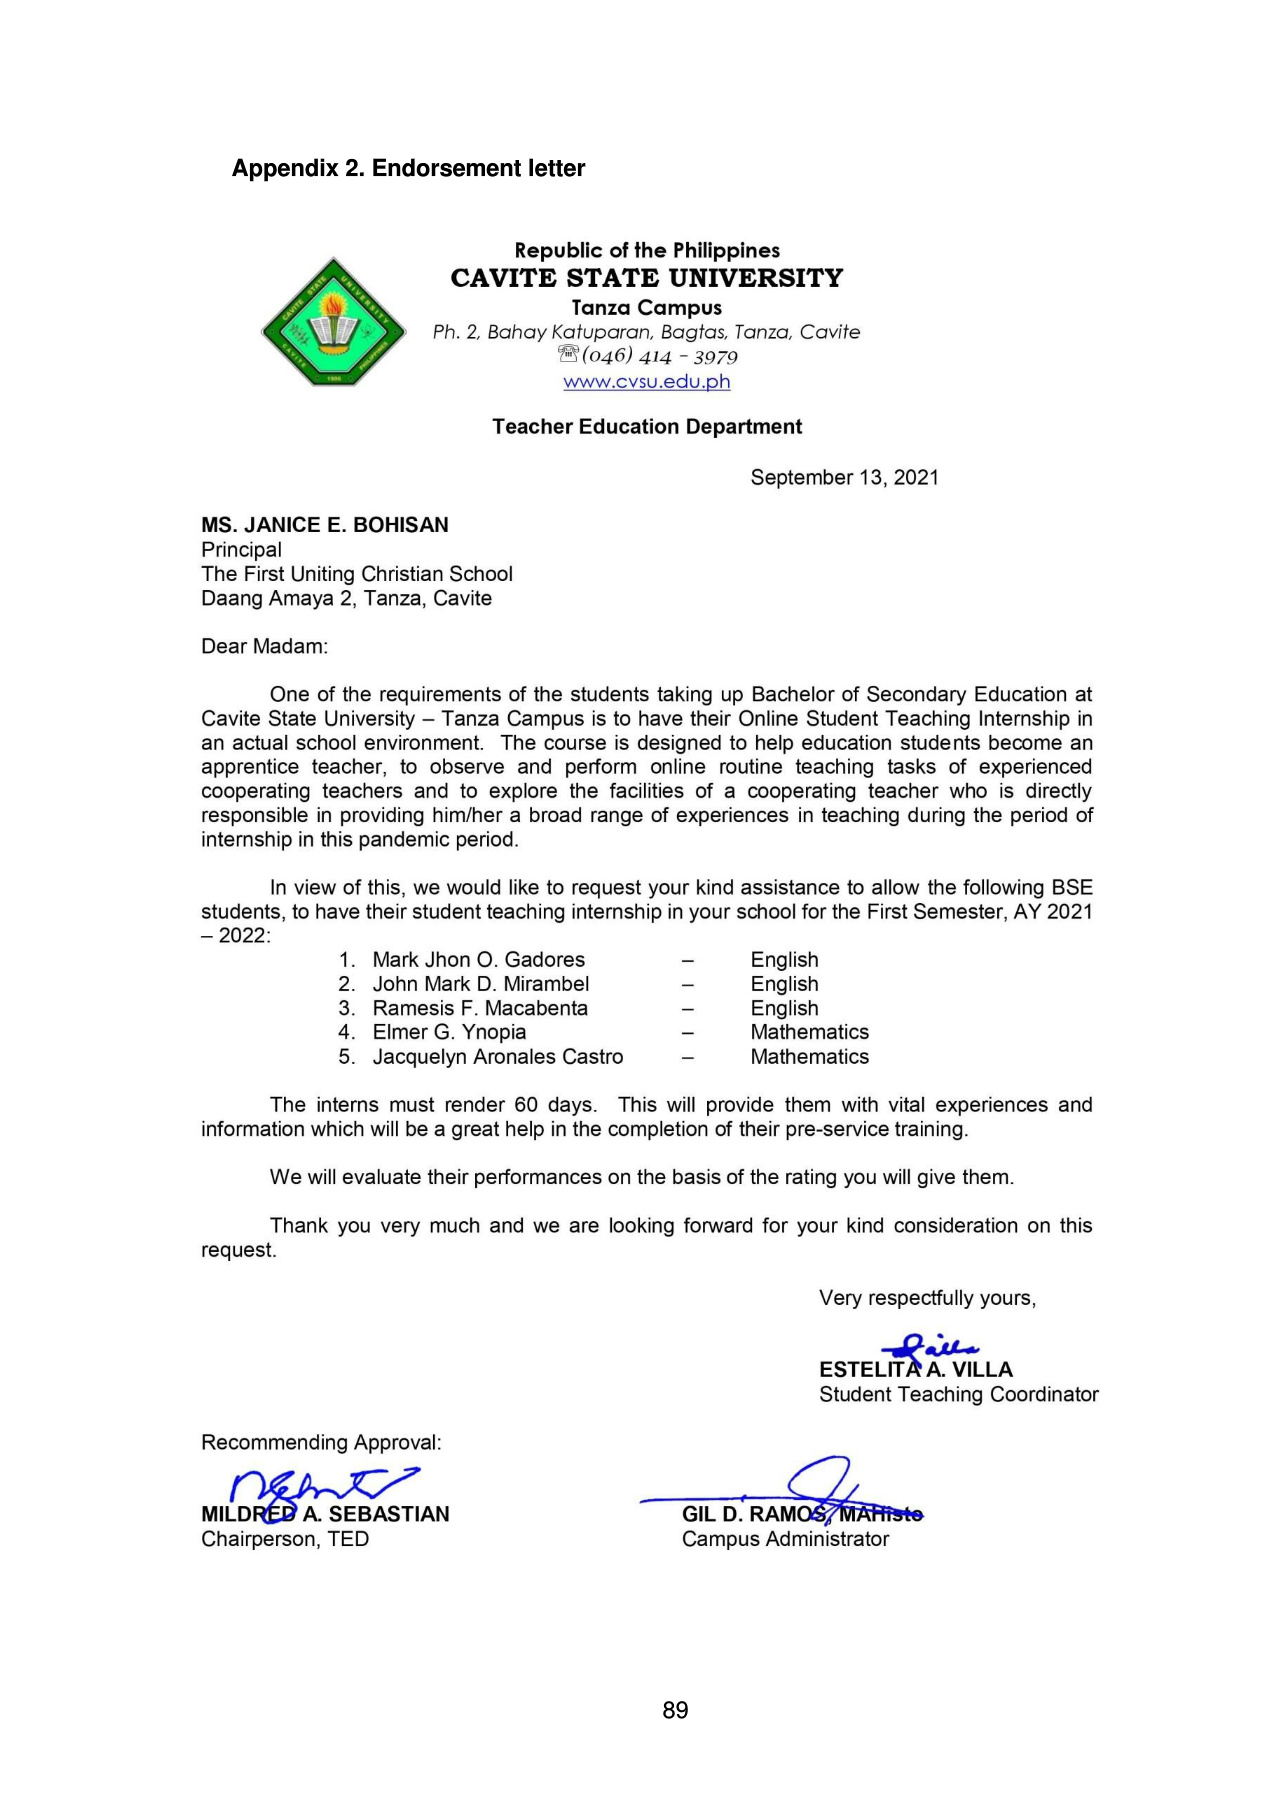 Appendix 2. Endorsement letter
Republic of the Philippines
CAVITE STATE UNIVERSITY
Tanza Campus
Ph. 2, Bahay Katuparan, Bagtas, Tanza, Cavite
☏(046) 414 - 3979
www.cvsu.edu.ph
CAVITE STATE UNIVERSITY
CAVITE PHILIPPINES
1906
Teacher Education Department
September 13, 2021
MS. JANICE E. BOHISAN
Principal
The First Uniting Christian School
Daang Amaya 2, Tanza, Cavite
Dear Madam:
One of the requirements of the students taking up Bachelor of Secondary Education at
Cavite State University – Tanza Campus is to have their Online Student Teaching Internship in
an actual school environment. The course is designed to help education students become an
apprentice teacher, to observe and perform online routine teaching tasks of experienced
cooperating teachers and to explore the facilities of a cooperating teacher who is directly
responsible in providing him/her a broad range of experiences in teaching during the period of
internship in this pandemic period.
In view of this, we would like to request your kind assistance to allow the following BSE
students, to have their student teaching internship in your school for the First Semester, AY 2021
– 2022:
1. Mark Jhon O. Gadores – English
2. John Mark D. Mirambel – English
3. Ramesis F. Macabenta – English
4. Elmer G. Ynopia – Mathematics
5. Jacquelyn Aronales Castro – Mathematics
The interns must render 60 days. This will provide them with vital experiences and
information which will be a great help in the completion of their pre-service training.
We will evaluate their performances on the basis of the rating you will give them.
Thank you very much and we are looking forward for your kind consideration on this
request.
Very respectfully yours,
ESTELITA A. VILLA
Student Teaching Coordinator
Recommending Approval:
MILDRED A. SEBASTIAN GIL D. RAMOS, MAHisto
Chairperson, TED Campus Administrator
89